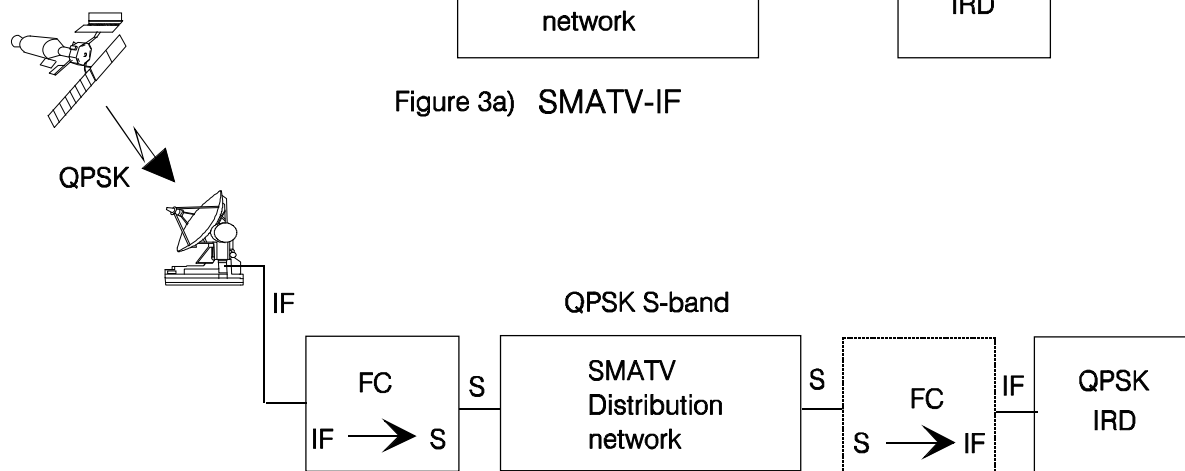 network
IRD
Figure 3a) SMATV-IF
QPSK
IF
QPSK S-band
FC
IF S
S
SMATV
Distribution
network
S
FC
S IF
IF
QPSK
IRD